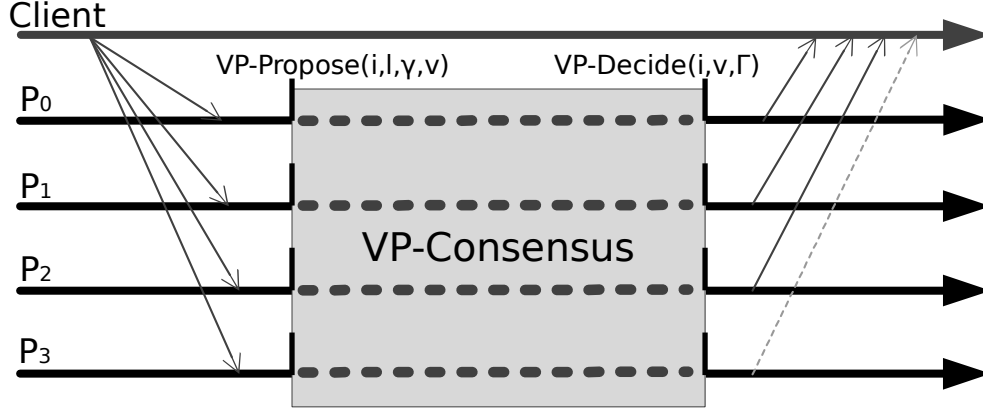 Client
VP-Propose(i,l,γ,v)
VP-Decide(i,v,Γ)
P₀
P₁
P₂
VP-Consensus
P₃